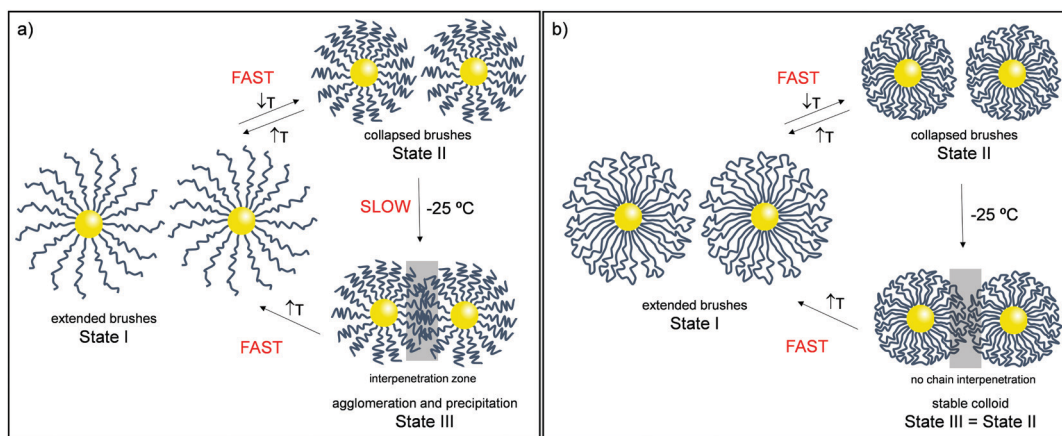 a)
FAST
↓T
↑T
collapsed brushes
State II
SLOW
-25 ºC
extended brushes
State I
↑T
FAST
interpenetration zone
agglomeration and precipitation
State III
b)
FAST
↓T
↑T
collapsed brushes
State II
-25 ºC
extended brushes
State I
↑T
FAST
no chain interpenetration
stable colloid
State III = State II